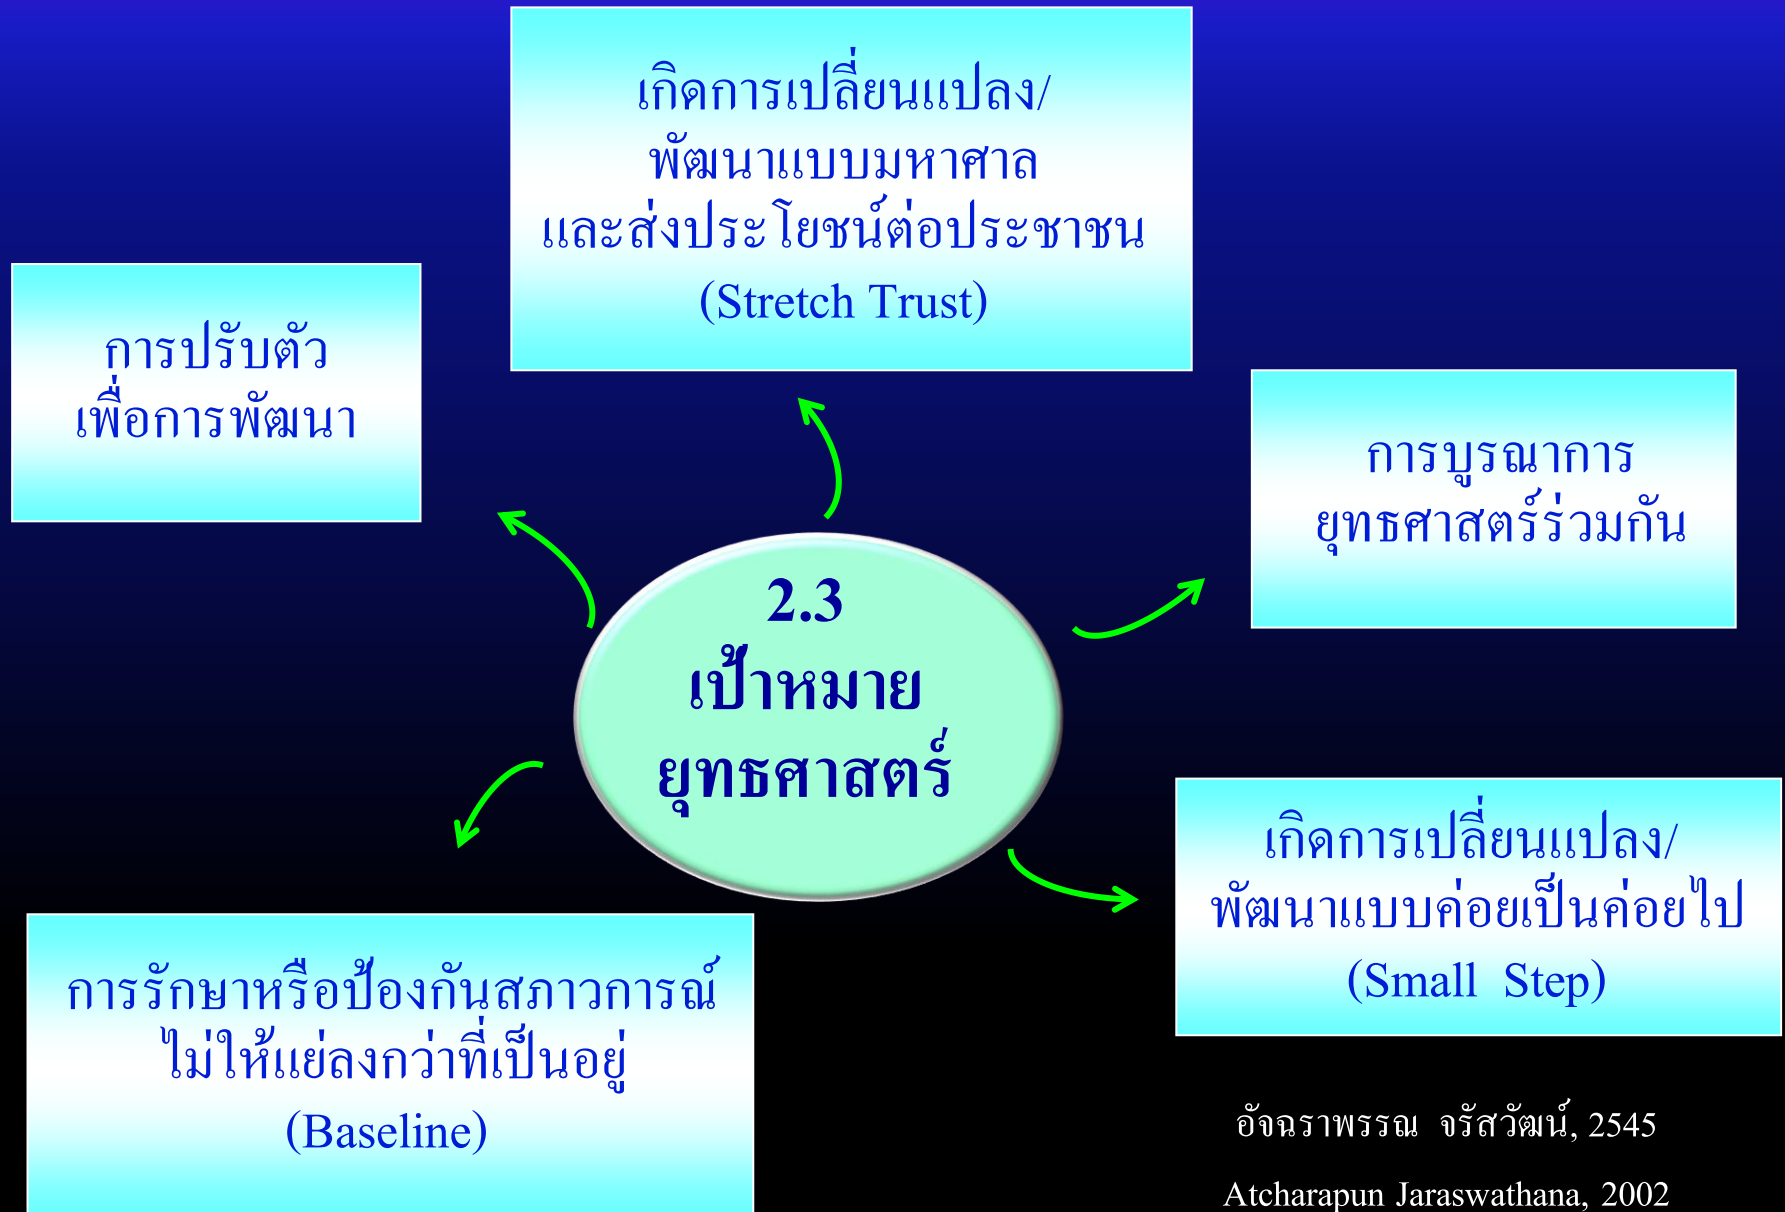 เกิดการเปลี่ยนแปลง/
พัฒนาแบบมหาศาล
และส่งประโยชน์ต่อประชาชน
(Stretch Trust)
การปรับตัว
เพื่อการพัฒนา
การบูรณาการ
ยุทธศาสตร์ร่วมกัน
2.3
เป้าหมาย
ยุทธศาสตร์
เกิดการเปลี่ยนแปลง/
พัฒนาแบบค่อยเป็นค่อยไป
(Small Step)
การรักษาหรือป้องกันสภาวการณ์
ไม่ให้แย่ลงกว่าที่เป็นอยู่
(Baseline)
อัจฉราพรรณ จรัสวัฒน์, 2545
Atcharapun Jaraswathana, 2002